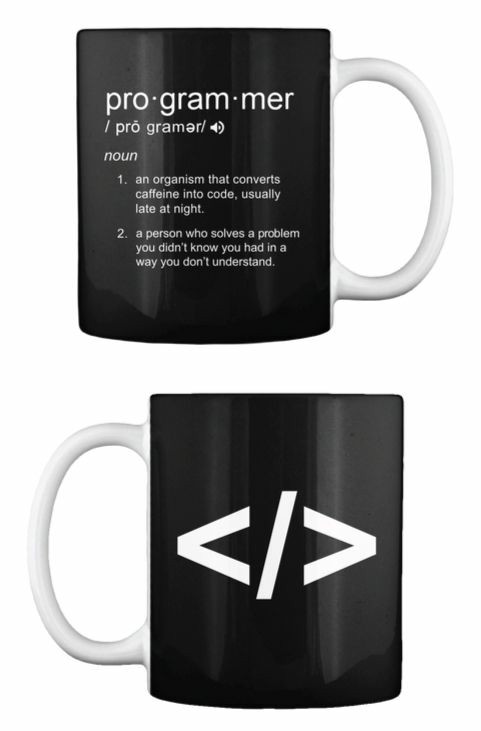 pro·gram·mer
/ prō gramər/
noun
1. an organism that converts
caffeine into code, usually
late at night.
2. a person who solves a problem
you didn't know you had in a
way you don't understand.
</>